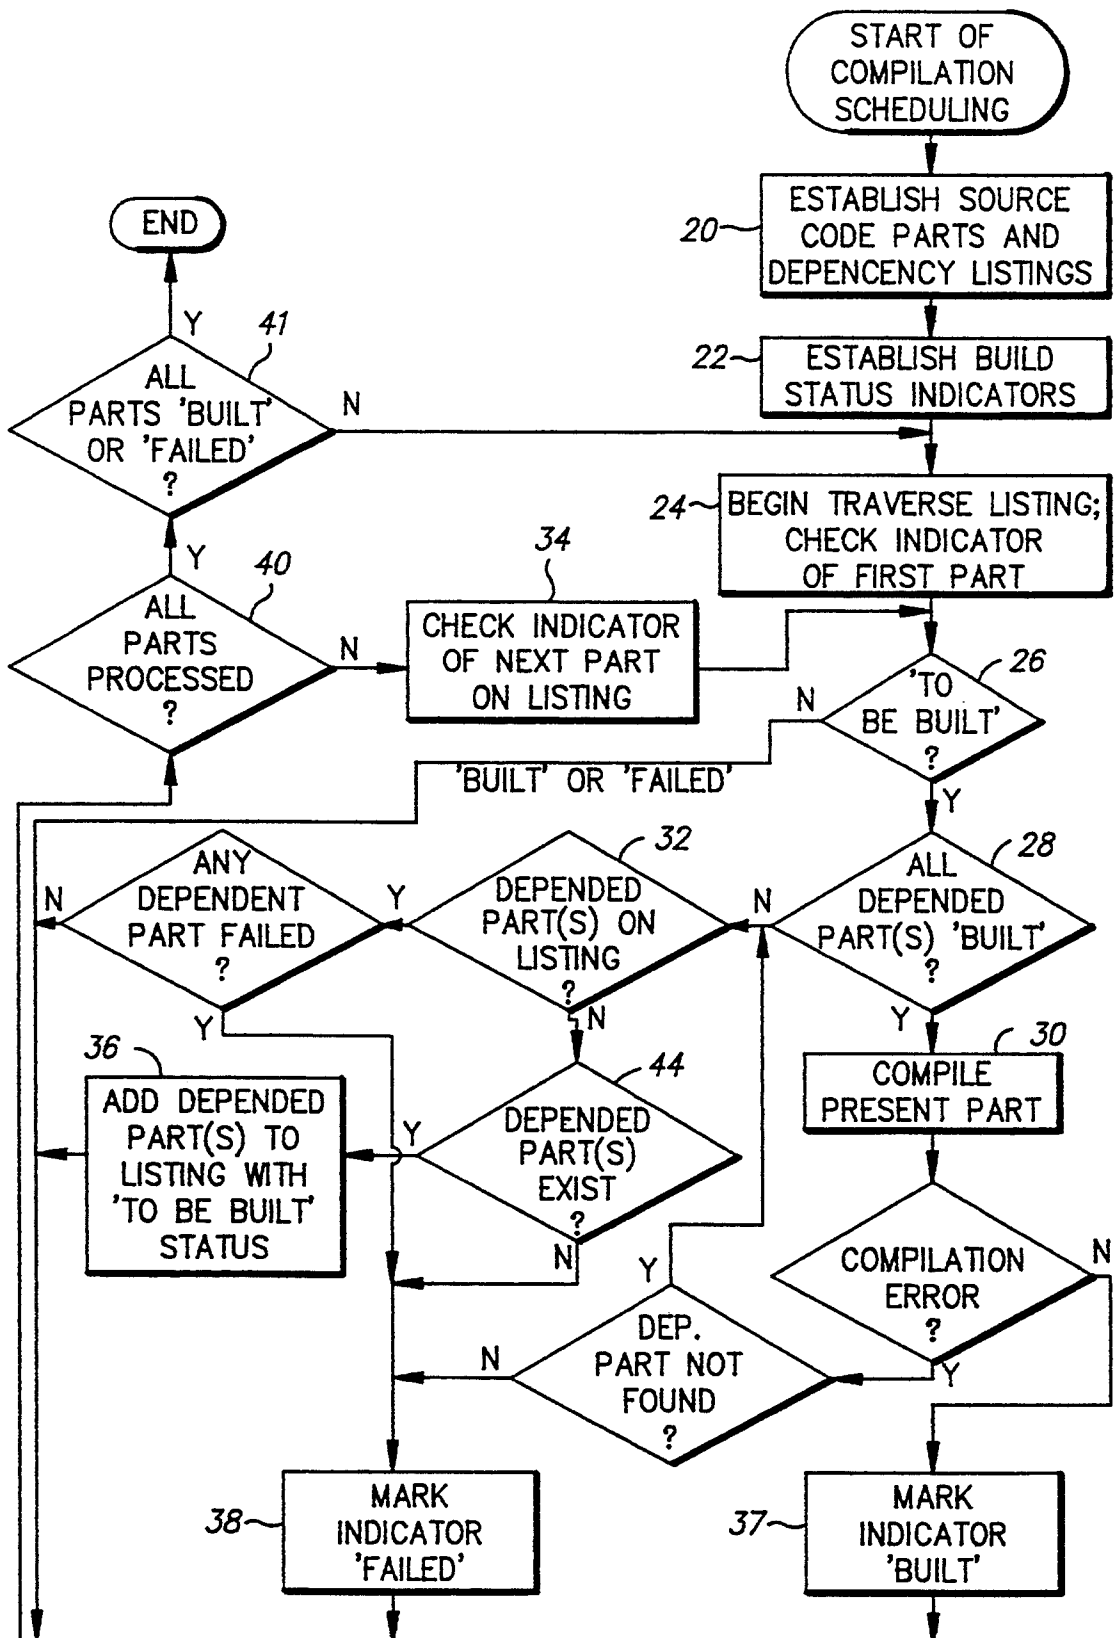 START OF
COMPILATION
SCHEDULING
20
ESTABLISH SOURCE
CODE PARTS AND
DEPENCENCY LISTINGS
END
22
ESTABLISH BUILD
STATUS INDICATORS
Y
41
ALL
PARTS 'BUILT'
OR 'FAILED'
?
N
24
BEGIN TRAVERSE LISTING;
CHECK INDICATOR
OF FIRST PART
Y
40
ALL
PARTS
PROCESSED
?
N
34
CHECK INDICATOR
OF NEXT PART
ON LISTING
26
'TO
BE BUILT'
?
N
'BUILT' OR 'FAILED'
Y
28
ALL
DEPENDED
PART(S) 'BUILT'
?
N
32
DEPENDED
PART(S) ON
LISTING
?
Y
ANY
DEPENDENT
PART FAILED
?
N
Y
N
Y
30
COMPILE
PRESENT PART
36
ADD DEPENDED
PART(S) TO
LISTING WITH
'TO BE BUILT'
STATUS
44
DEPENDED
PART(S)
EXIST
?
Y
N
COMPILATION
ERROR
?
N
Y
Y
DEP.
PART NOT
FOUND
?
N
38
MARK
INDICATOR
'FAILED'
37
MARK
INDICATOR
'BUILT'